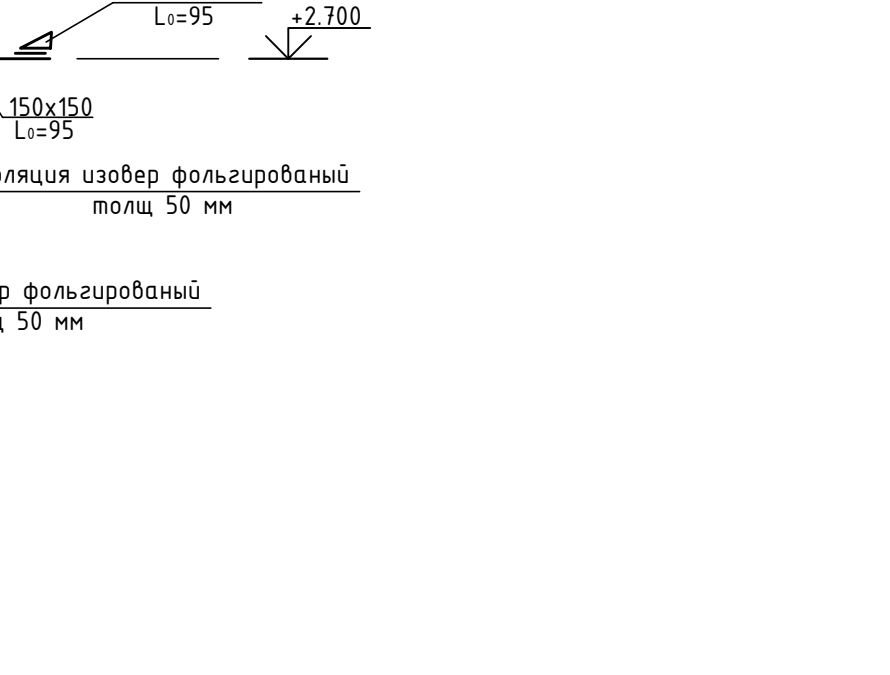 L₀=95
+2.700
150x150
L₀=95
оляция изовер фольгированый
толщ 50 мм
р фольгированый
50 мм